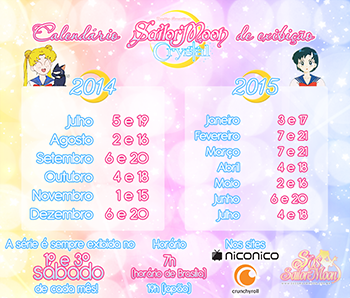 Calendário Sailor Moon Crystal de exibição
2014
Julho 5 e 19
Agosto 2 e 16
Setembro 6 e 20
Outubro 4 e 18
Novembro 1 e 15
Dezembro 6 e 20
2015
Janeiro 3 e 17
Fevereiro 7 e 21
Março 7 e 21
Abril 4 e 18
Maio 2 e 16
Junho 6 e 20
Julho 4 e 18
A série é sempre exibida no
1º e 3º
sábado
de cada mês!
Horário
7h
(horário de Brasília)
19h (Japão)
Nos sites
niconico
crunchyroll
Sailor Moon